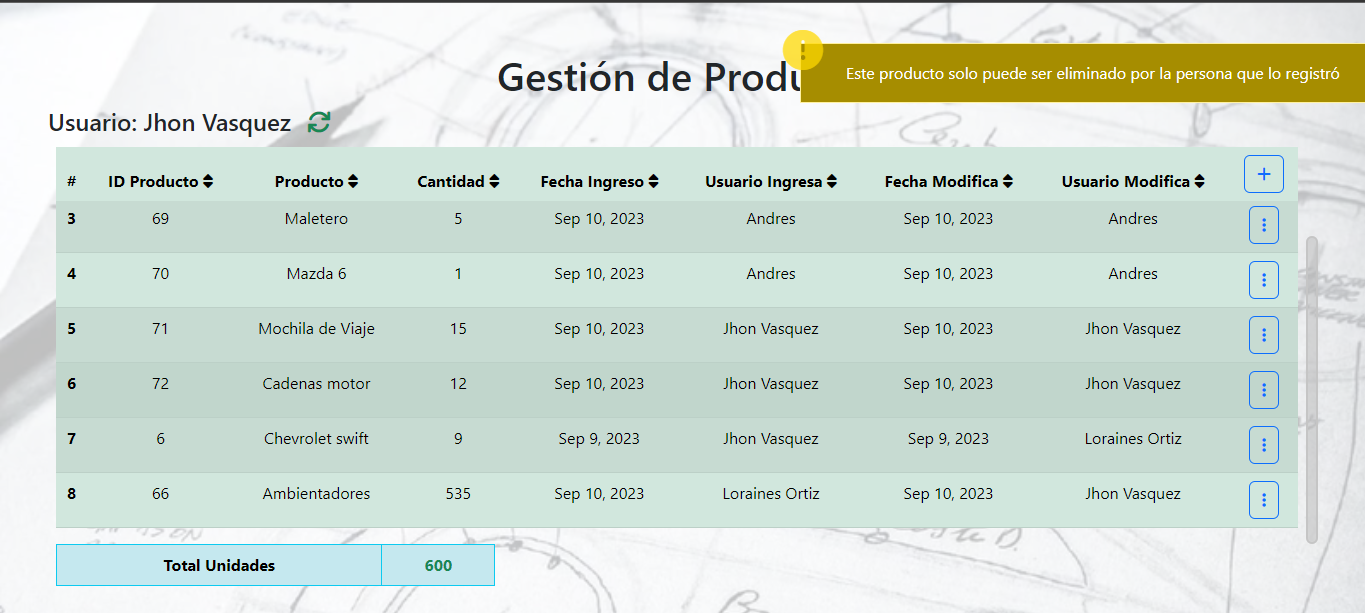 Gestión de Produ
Este producto solo puede ser eliminado por la persona que lo registró
Usuario: Jhon Vasquez
# ID Producto Producto Cantidad Fecha Ingreso Usuario Ingresa Fecha Modifica Usuario Modifica +
3 69 Maletero 5 Sep 10, 2023 Andres Sep 10, 2023 Andres
4 70 Mazda 6 1 Sep 10, 2023 Andres Sep 10, 2023 Andres
5 71 Mochila de Viaje 15 Sep 10, 2023 Jhon Vasquez Sep 10, 2023 Jhon Vasquez
6 72 Cadenas motor 12 Sep 10, 2023 Jhon Vasquez Sep 10, 2023 Jhon Vasquez
7 6 Chevrolet swift 9 Sep 9, 2023 Jhon Vasquez Sep 9, 2023 Loraines Ortiz
8 66 Ambientadores 535 Sep 10, 2023 Loraines Ortiz Sep 10, 2023 Jhon Vasquez
Total Unidades 600